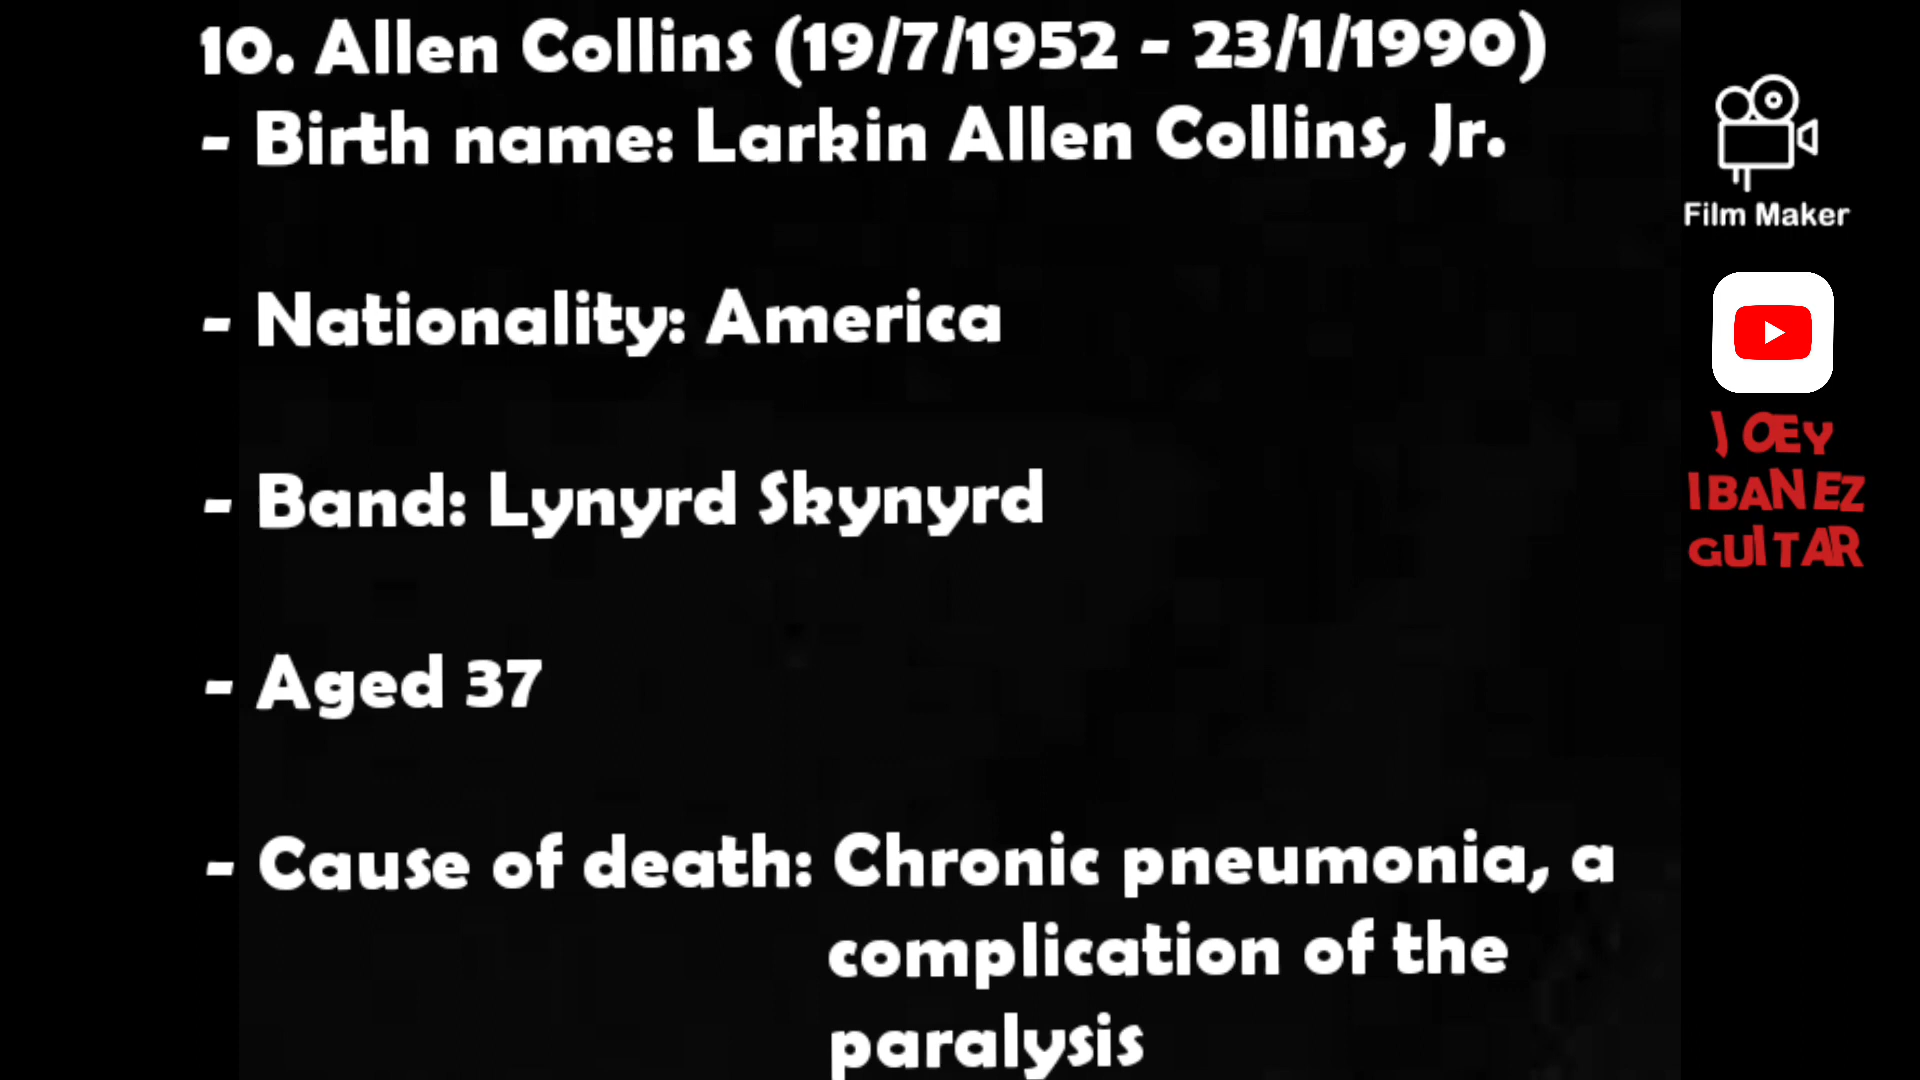 10. Allen Collins (19/7/1952 - 23/1/1990)
- Birth name: Larkin Allen Collins, Jr.
- Nationality: America
- Band: Lynyrd Skynyrd
- Aged 37
- Cause of death: Chronic pneumonia, a
complication of the
paralysis
Film Maker
JOEY
IBANEZ
GUITAR